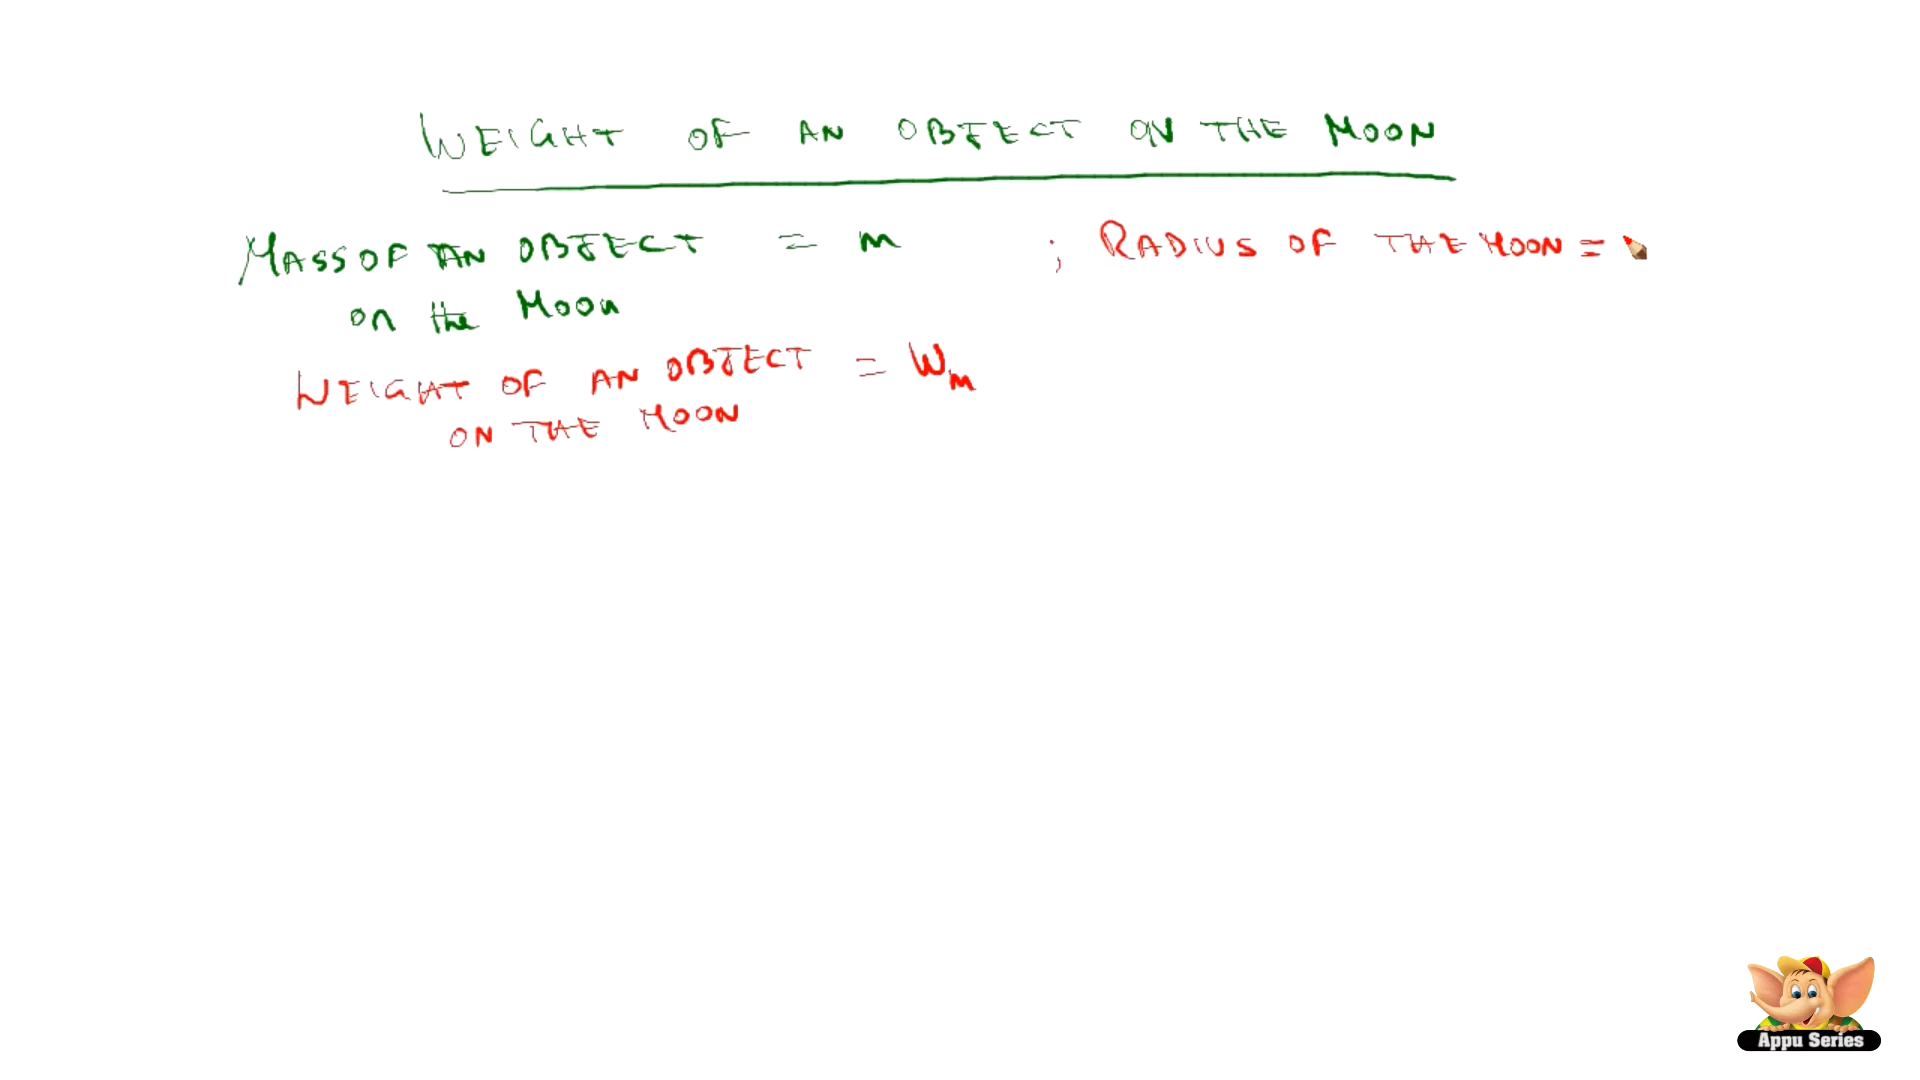 WEIGHT OF AN OBJECT ON THE MOON
MASS OF AN OBJECT = m ; RADIUS OF THE MOON =
on the Moon
WEIGHT OF AN OBJECT = Wm
ON THE MOON
Appu Series